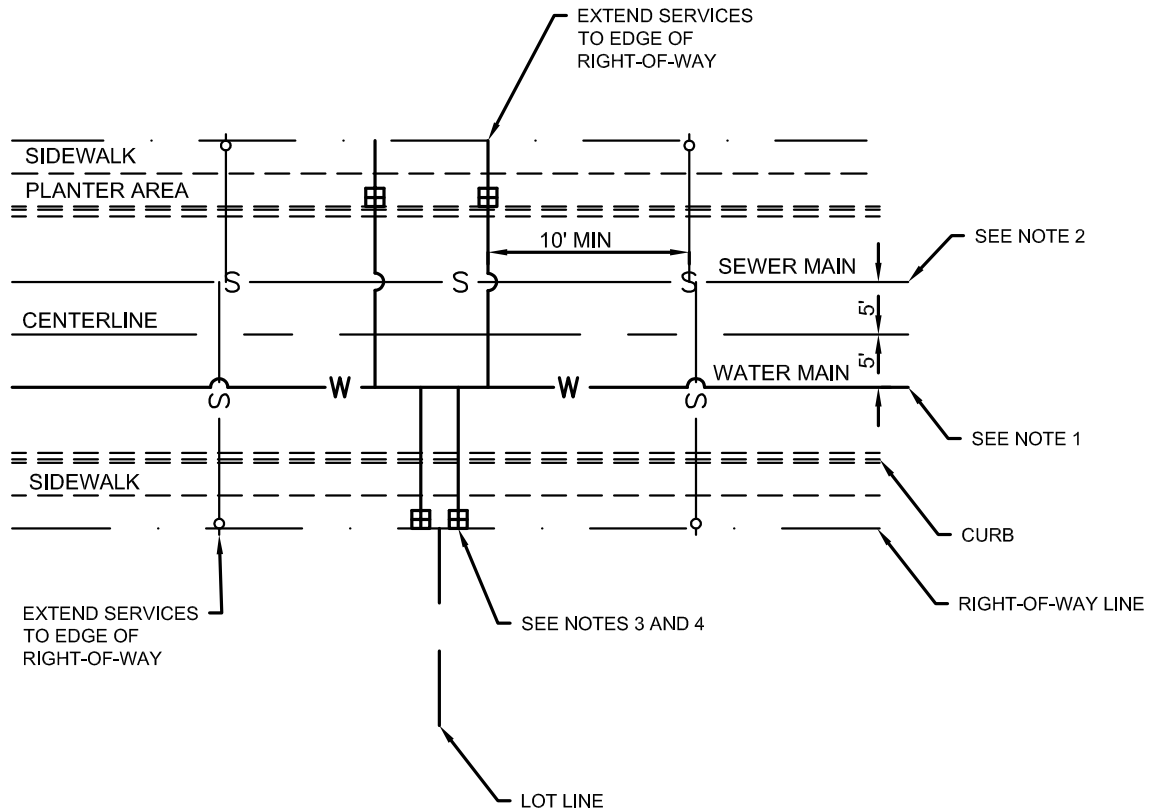 EXTEND SERVICES
TO EDGE OF
RIGHT-OF-WAY
SIDEWALK
PLANTER AREA
10' MIN
SEE NOTE 2
S
S
S
SEWER MAIN
CENTERLINE
5'
5'
WATER MAIN
W
W
S
S
SEE NOTE 1
SIDEWALK
CURB
RIGHT-OF-WAY LINE
EXTEND SERVICES
TO EDGE OF
RIGHT-OF-WAY
SEE NOTES 3 AND 4
LOT LINE